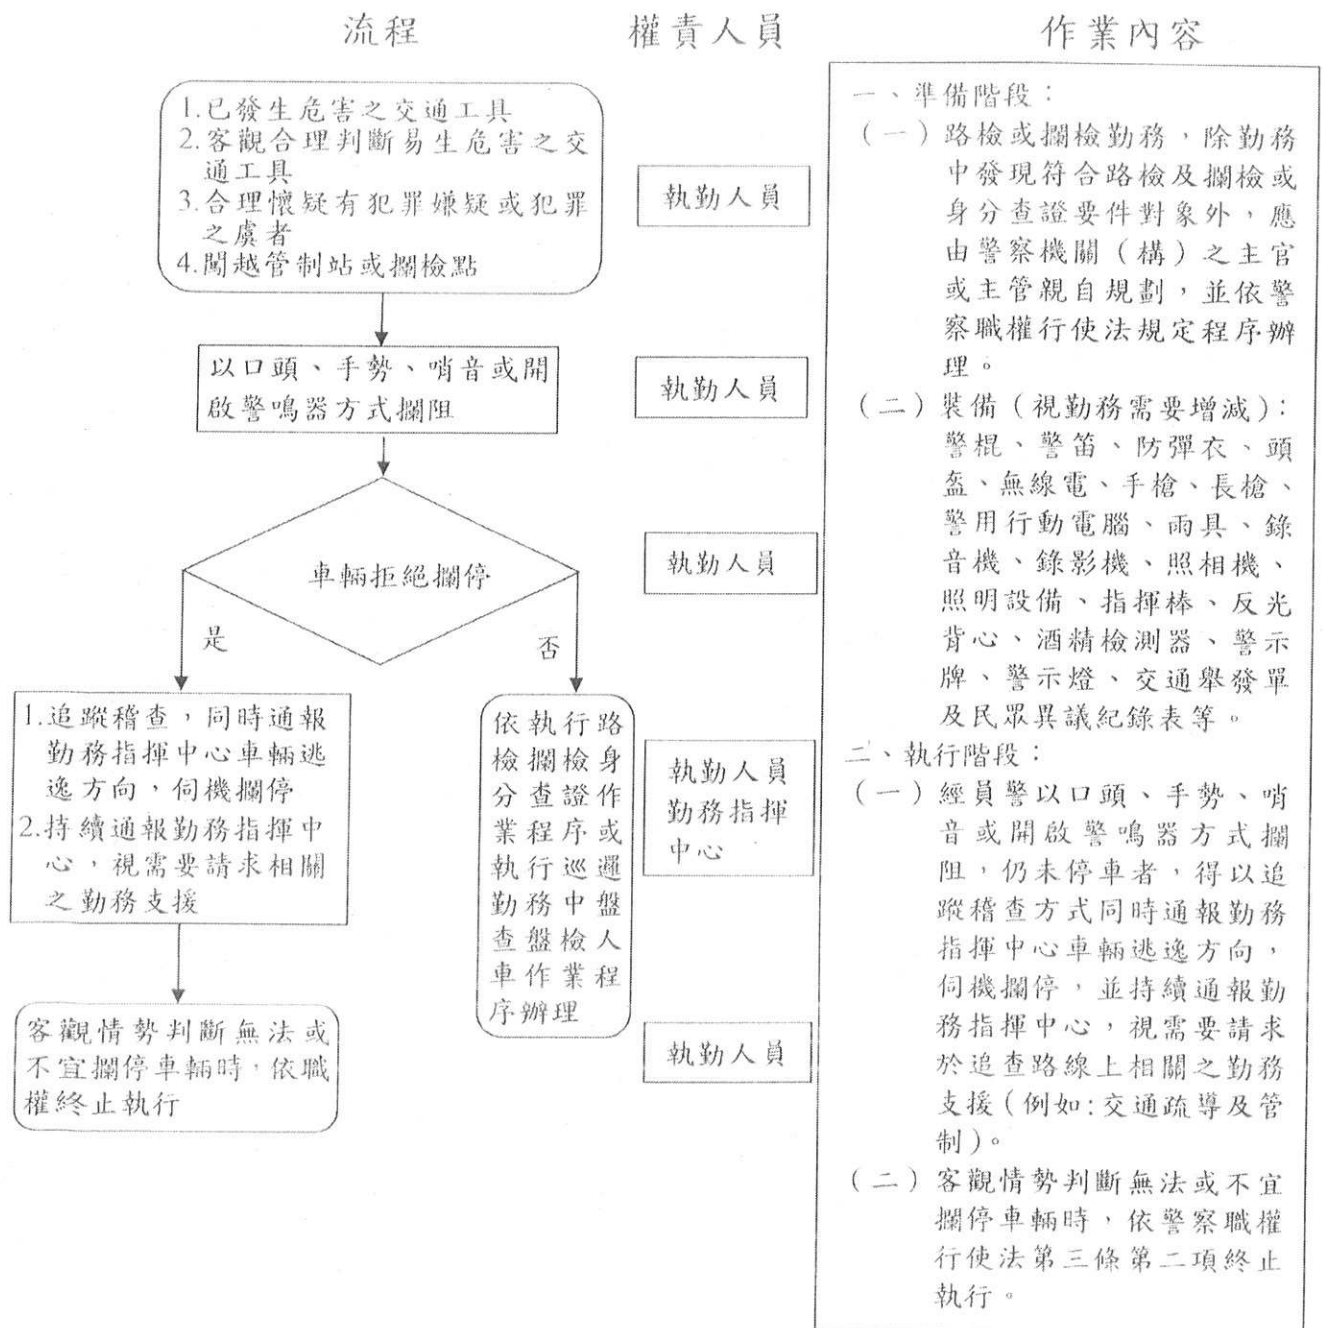 流程
權責人員
作業內容
1.已發生危害之交通工具
2.客觀合理判斷易生危害之交
通工具
3.合理懷疑有犯罪嫌疑或犯罪
之虞者
4.闖越管制站或攔檢點
執勤人員
以口頭、手勢、哨音或開
啟警鳴器方式攔阻
執勤人員
車輛拒絕攔停
執勤人員
是
否
1.追蹤稽查,同時通報
勤務指揮中心車輛逃
逸方向,伺機攔停
2.持續通報勤務指揮中
心,視需要請求相關
之勤務支援
依執行路
檢攔檢身
分查證作
業程序或
執行巡邏
勤務中盤
查盤檢人
車作業程
序辦理
執勤人員
勤務指揮
中心
客觀情勢判斷無法或
不宜攔停車輛時,依職
權終止執行
執勤人員
一、準備階段:
(一)路檢或攔檢勤務,除勤務
中發現符合路檢及攔檢或
身分查證要件對象外,應
由警察機關(構)之主官
或主管親自規劃,並依警
察職權行使法規定程序辦
理。
(二)裝備(視勤務需要增減):
警棍、警笛、防彈衣、頭
盔、無線電、手槍、長槍、
警用行動電腦、雨具、錄
音機、錄影機、照相機、
照明設備、指揮棒、反光
背心、酒精檢測器、警示
牌、警示燈、交通舉發單
及民眾異議紀錄表等。
二、執行階段:
(一)經員警以口頭、手勢、哨
音或開啟警鳴器方式攔
阻,仍未停車者,得以追
蹤稽查方式同時通報勤務
指揮中心車輛逃逸方向,
伺機攔停,並持續通報勤
務指揮中心,視需要請求
於追查路線上相關之勤務
支援(例如:交通疏導及管
制)。
(二)客觀情勢判斷無法或不宜
攔停車輛時,依警察職權
行使法第三條第二項終止
執行。